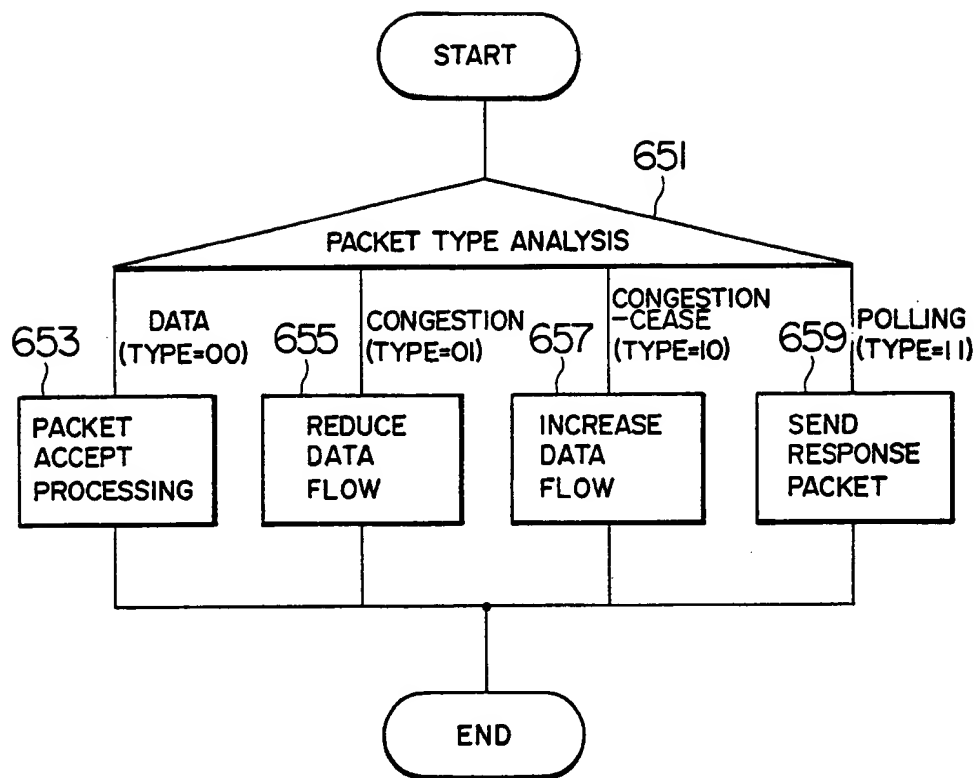 START
651
PACKET TYPE ANALYSIS
653
DATA
(TYPE=00)
655
CONGESTION
(TYPE=01)
657
CONGESTION
-CEASE
(TYPE=10)
659
POLLING
(TYPE=11)
PACKET
ACCEPT
PROCESSING
REDUCE
DATA
FLOW
INCREASE
DATA
FLOW
SEND
RESPONSE
PACKET
END